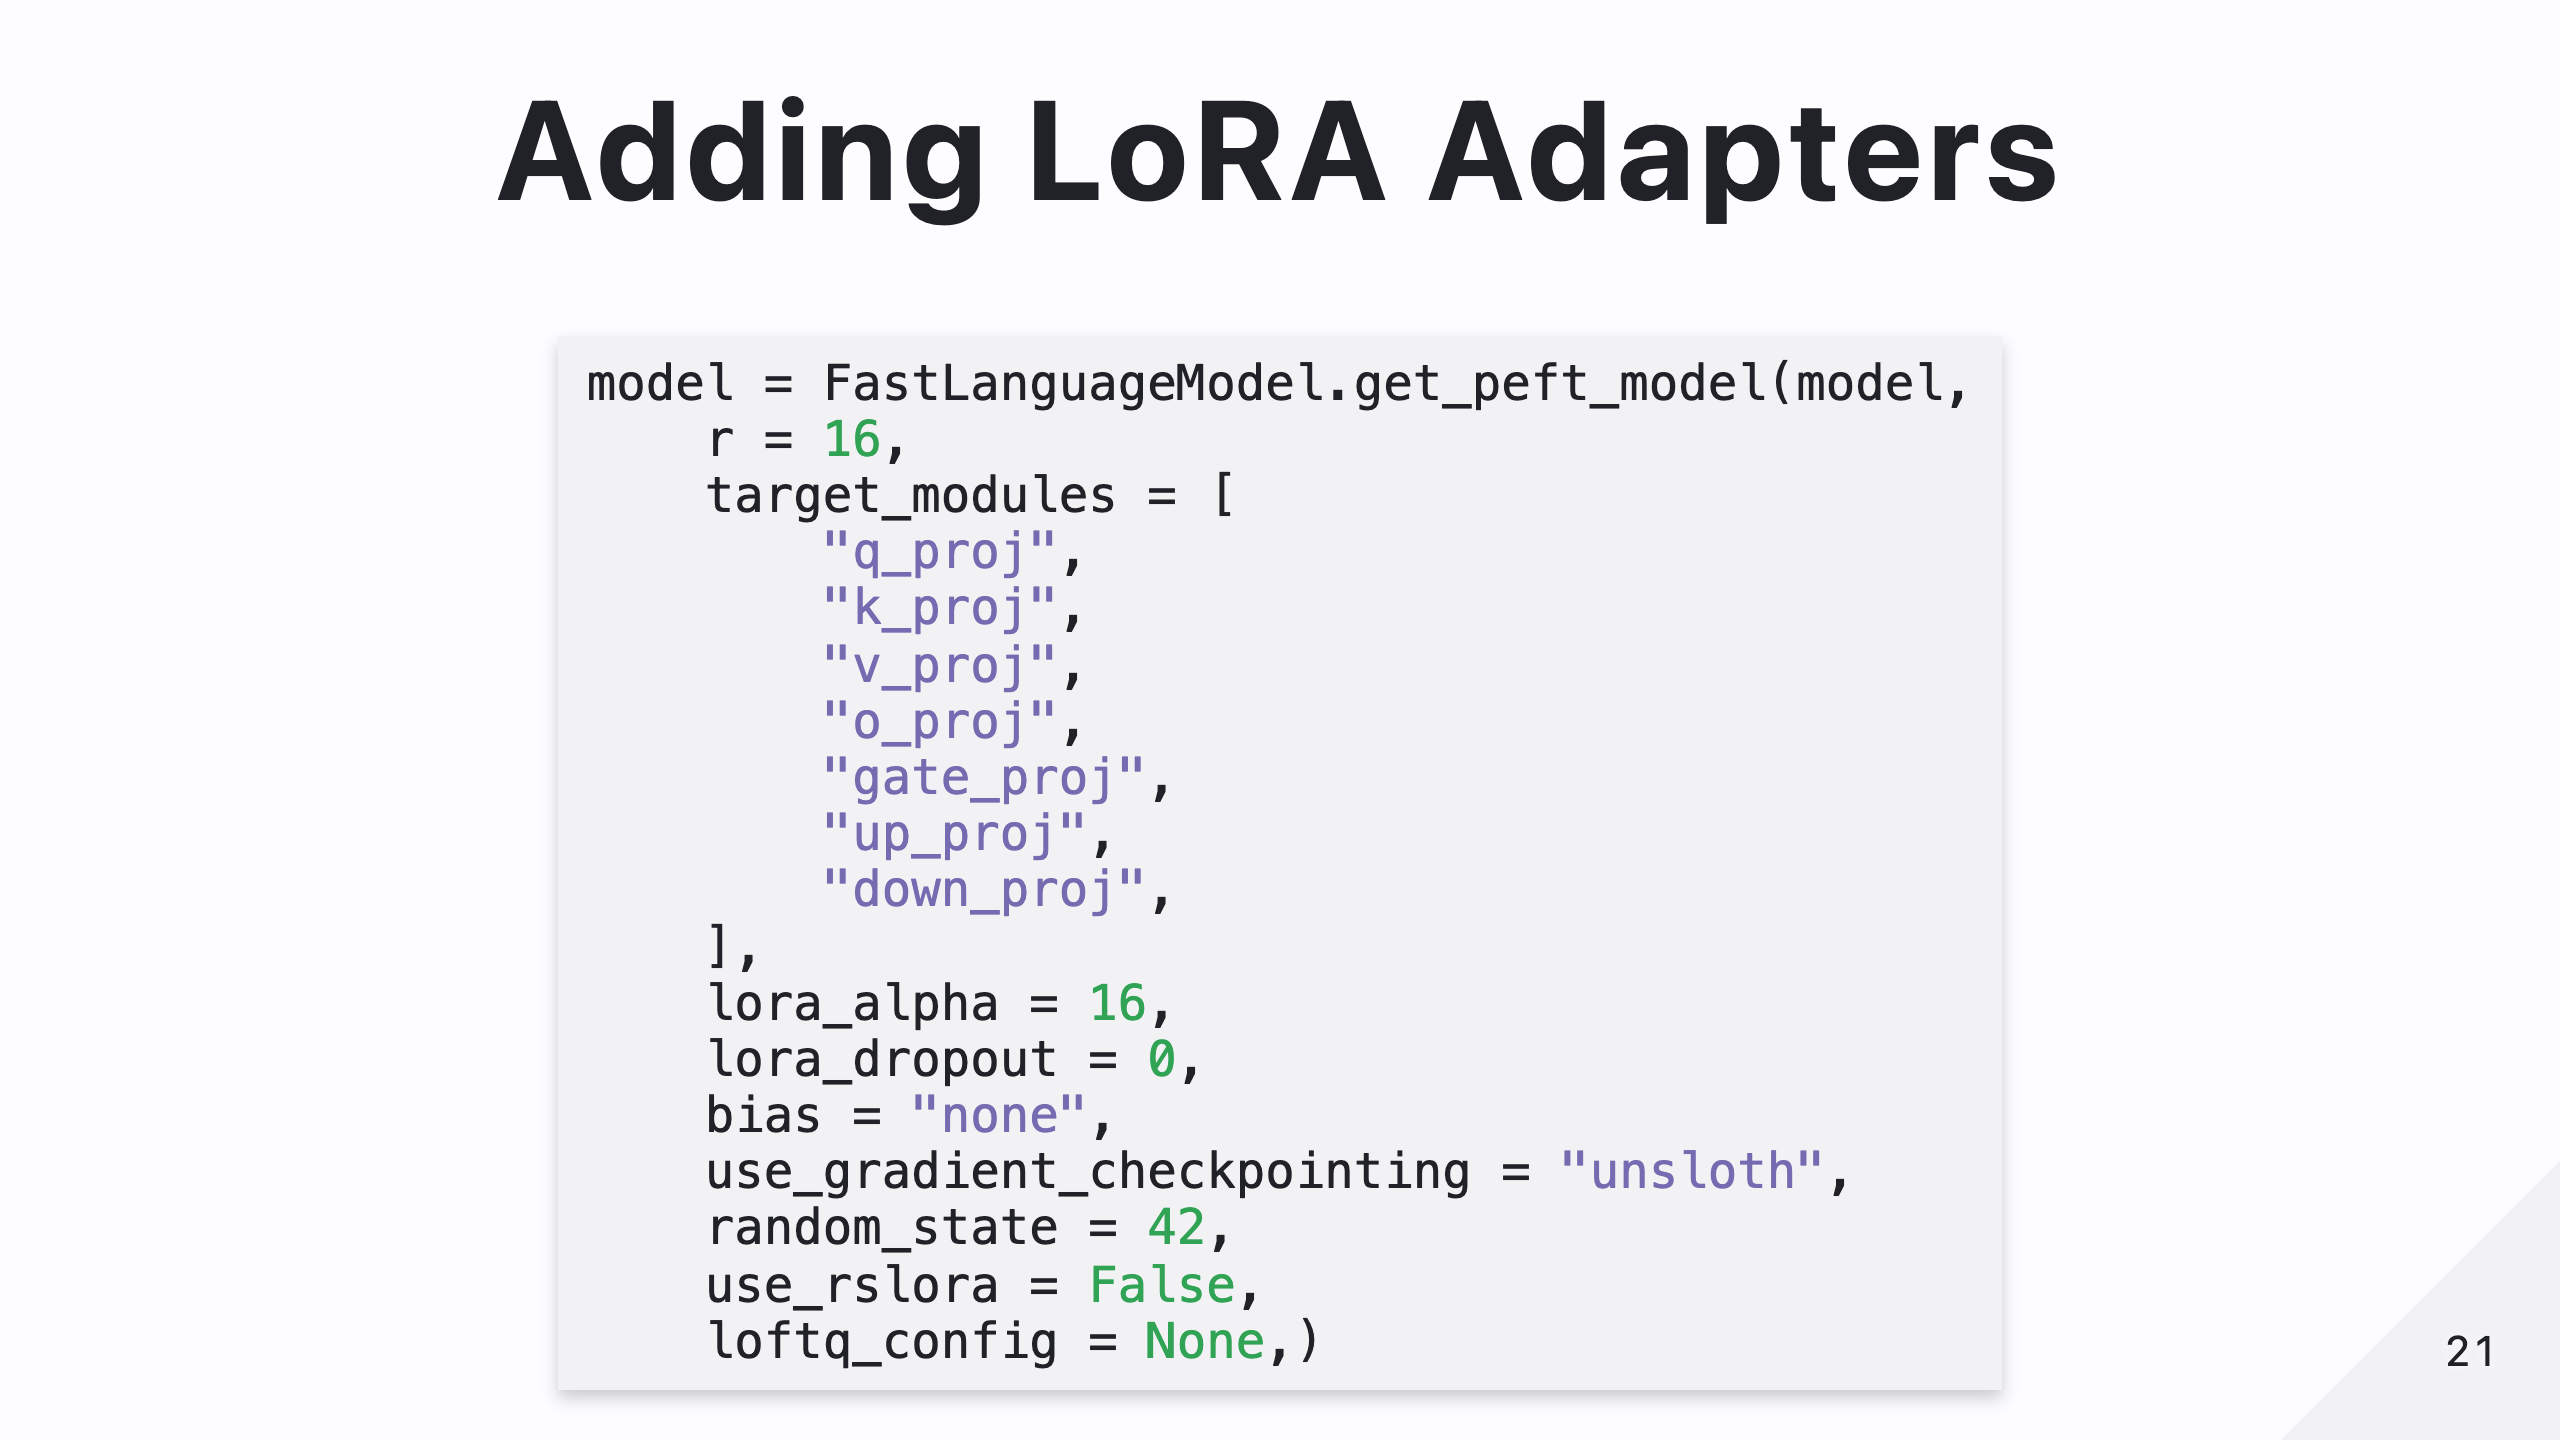 Adding LoRA Adapters
model = FastLanguageModel.get_peft_model(model,
    r = 16,
    target_modules = [
        "q_proj",
        "k_proj",
        "v_proj",
        "o_proj",
        "gate_proj",
        "up_proj",
        "down_proj",
    ],
    lora_alpha = 16,
    lora_dropout = 0,
    bias = "none",
    use_gradient_checkpointing = "unsloth",
    random_state = 42,
    use_rslora = False,
    loftq_config = None,)
21